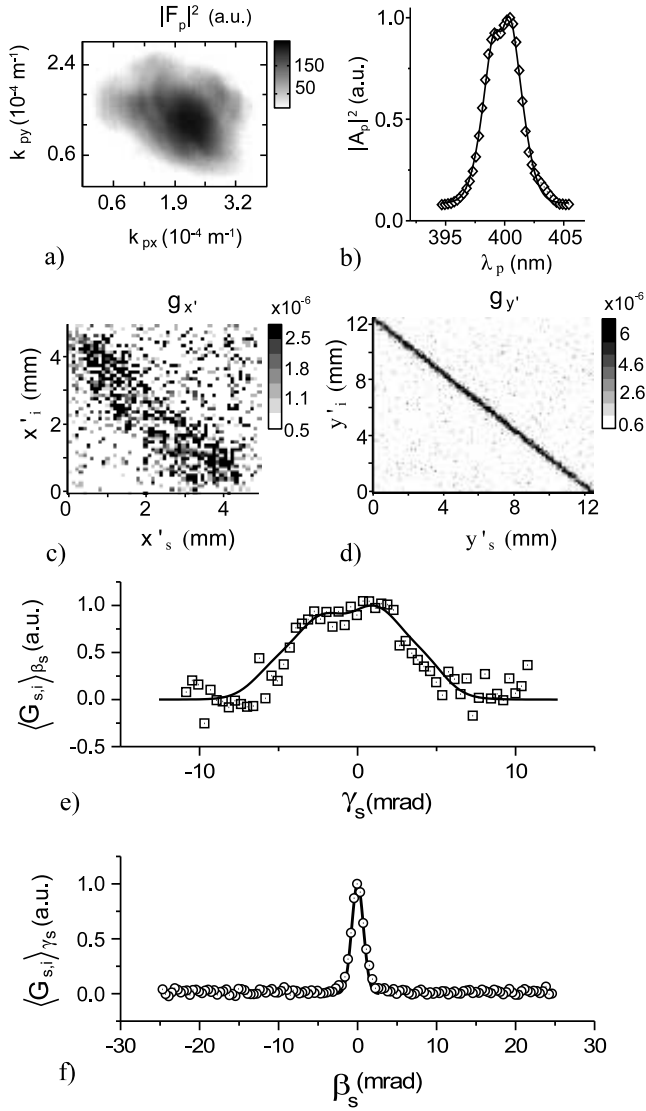 |F_p|² (a.u.)
2.4
0.6
k_py (10⁻⁴ m⁻¹)
150
50
0.6 1.9 3.2
k_px (10⁻⁴ m⁻¹)
a)
|A_p|² (a.u.)
1.0
0.5
0.0
395 400 405
λ_p (nm)
b)
g_x'
x10⁻⁶
2.5
1.8
1.1
0.5
x'_i (mm)
4
2
0
0 2 4
x'_s (mm)
c)
g_y'
x10⁻⁶
6
4.6
2.6
0.6
y'_i (mm)
12
8
4
0
0 4 8 12
y'_s (mm)
d)
⟨G_s,i⟩_βs (a.u.)
1.0
0.5
0.0
-0.5
-10 0 10
γ_s (mrad)
e)
⟨G_s,i⟩_γs (a.u.)
1.0
0.5
0.0
-30 -20 -10 0 10 20 30
β_s (mrad)
f)